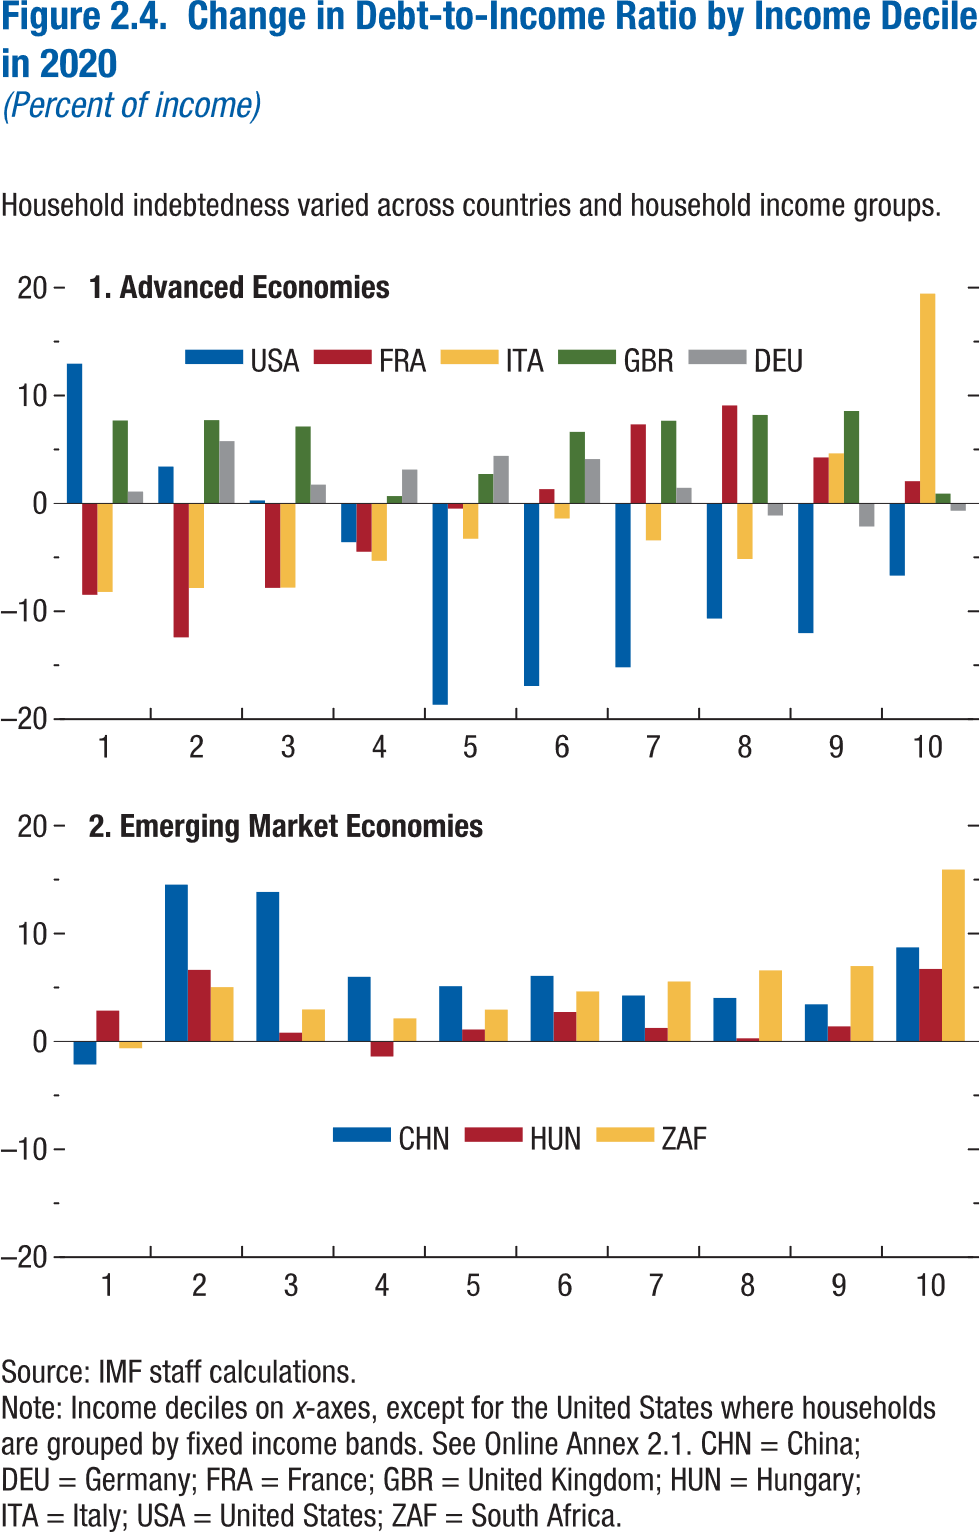 Figure 2.4.  Change in Debt-to-Income Ratio by Income Decile
in 2020
(Percent of income)
Household indebtedness varied across countries and household income groups.
20
1. Advanced Economies
USA FRA ITA GBR DEU
10
0
–10
–20
1 2 3 4 5 6 7 8 9 10
20
2. Emerging Market Economies
10
0
CHN HUN ZAF
–10
–20
1 2 3 4 5 6 7 8 9 10
Source: IMF staff calculations.
Note: Income deciles on x-axes, except for the United States where households
are grouped by fixed income bands. See Online Annex 2.1. CHN = China;
DEU = Germany; FRA = France; GBR = United Kingdom; HUN = Hungary;
ITA = Italy; USA = United States; ZAF = South Africa.